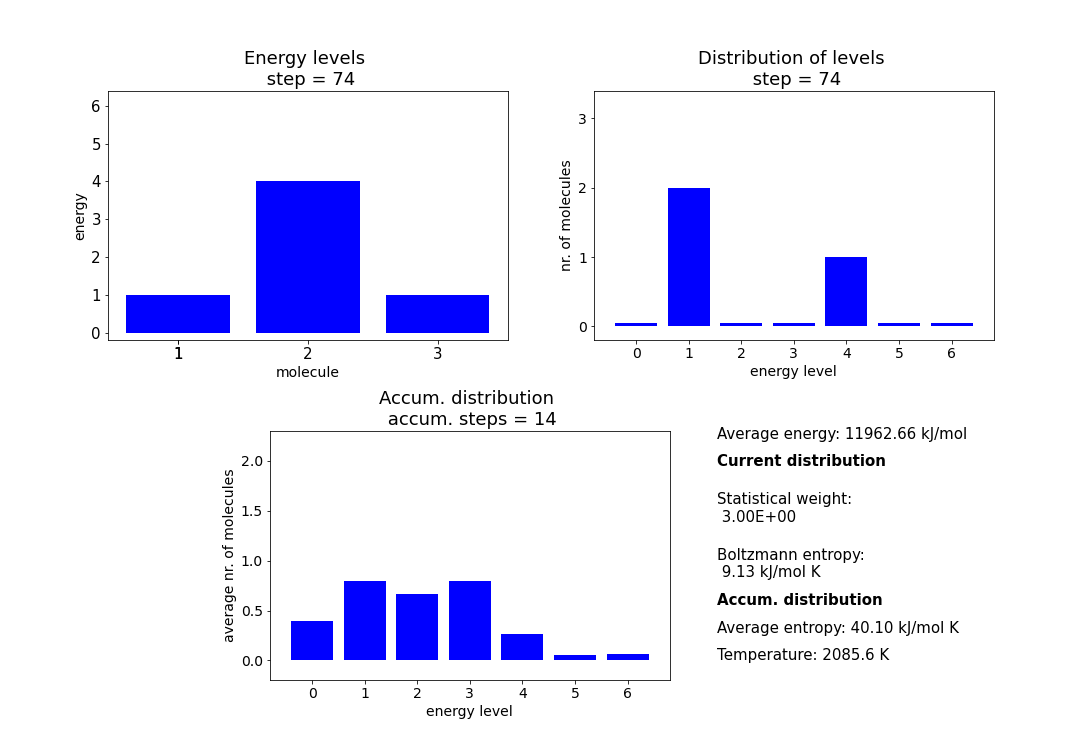 Energy levels
step = 74
6
5
4
3
2
1
0
energy
1
2
3
molecule
Distribution of levels
step = 74
3
2
1
0
nr. of molecules
0
1
2
3
4
5
6
energy level
Accum. distribution
accum. steps = 14
2.0
1.5
1.0
0.5
0.0
average nr. of molecules
0
1
2
3
4
5
6
energy level
Average energy: 11962.66 kJ/mol
Current distribution
Statistical weight:
3.00E+00
Boltzmann entropy:
9.13 kJ/mol K
Accum. distribution
Average entropy: 40.10 kJ/mol K
Temperature: 2085.6 K